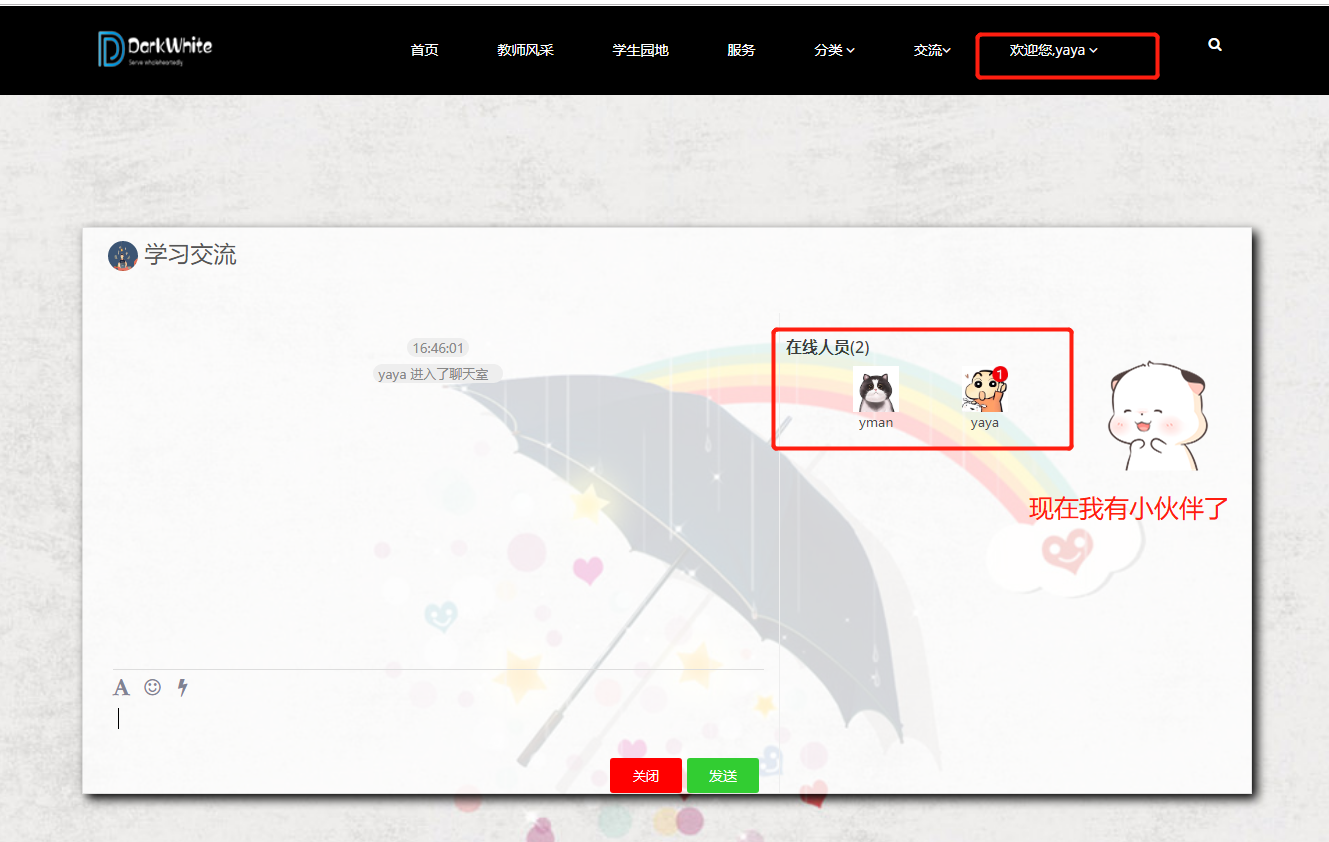 DarkWhite
Serve wholeheartedly
首页 教师风采 学生园地 服务 分类 交流 欢迎您,yaya
学习交流
16:46:01
yaya 进入了聊天室
在线人员(2)
1
yman yaya
现在我有小伙伴了
A
关闭 发送